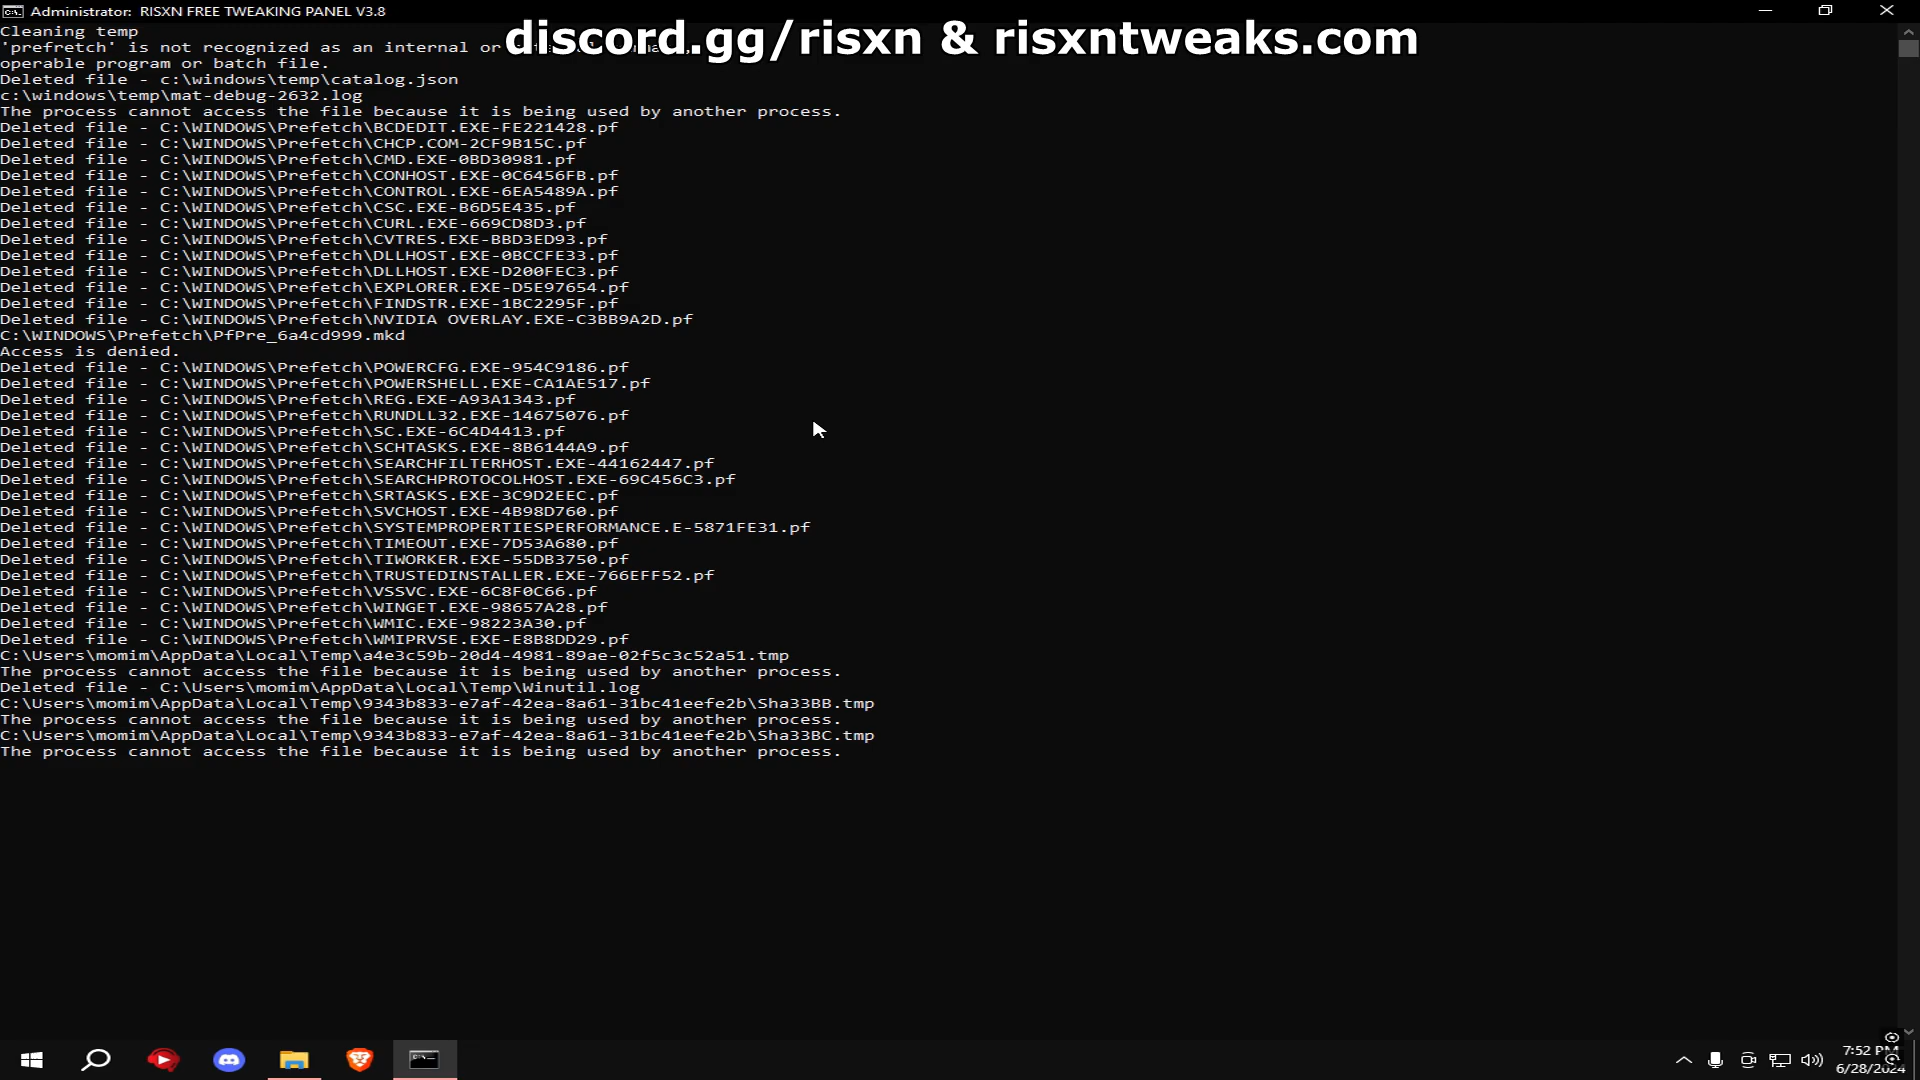 Administrator: RISXN FREE TWEAKING PANEL V3.8
discord.gg/risxn & risxntweaks.com
Cleaning temp
'prefretch' is not recognized as an internal or
operable program or batch file.
Deleted file - c:\windows\temp\catalog.json
c:\windows\temp\mat-debug-2632.log
The process cannot access the file because it is being used by another process.
Deleted file - C:\WINDOWS\Prefetch\BCDEDIT.EXE-FE221428.pf
Deleted file - C:\WINDOWS\Prefetch\CHCP.COM-2CF9B15C.pf
Deleted file - C:\WINDOWS\Prefetch\CMD.EXE-0BD30981.pf
Deleted file - C:\WINDOWS\Prefetch\CONHOST.EXE-0C6456FB.pf
Deleted file - C:\WINDOWS\Prefetch\CONTROL.EXE-6EA5489A.pf
Deleted file - C:\WINDOWS\Prefetch\CSC.EXE-B6D5E435.pf
Deleted file - C:\WINDOWS\Prefetch\CURL.EXE-669CD8D3.pf
Deleted file - C:\WINDOWS\Prefetch\CVTRES.EXE-BBD3ED93.pf
Deleted file - C:\WINDOWS\Prefetch\DLLHOST.EXE-0BCCFE33.pf
Deleted file - C:\WINDOWS\Prefetch\DLLHOST.EXE-D200FEC3.pf
Deleted file - C:\WINDOWS\Prefetch\EXPLORER.EXE-D5E97654.pf
Deleted file - C:\WINDOWS\Prefetch\FINDSTR.EXE-1BC2295F.pf
Deleted file - C:\WINDOWS\Prefetch\NVIDIA OVERLAY.EXE-C3BB9A2D.pf
C:\WINDOWS\Prefetch\PfPre_6a4cd999.mkd
Access is denied.
Deleted file - C:\WINDOWS\Prefetch\POWERCFG.EXE-954C9186.pf
Deleted file - C:\WINDOWS\Prefetch\POWERSHELL.EXE-CA1AE517.pf
Deleted file - C:\WINDOWS\Prefetch\REG.EXE-A93A1343.pf
Deleted file - C:\WINDOWS\Prefetch\RUNDLL32.EXE-14675076.pf
Deleted file - C:\WINDOWS\Prefetch\SC.EXE-6C4D4413.pf
Deleted file - C:\WINDOWS\Prefetch\SCHTASKS.EXE-8B6144A9.pf
Deleted file - C:\WINDOWS\Prefetch\SEARCHFILTERHOST.EXE-44162447.pf
Deleted file - C:\WINDOWS\Prefetch\SEARCHPROTOCOLHOST.EXE-69C456C3.pf
Deleted file - C:\WINDOWS\Prefetch\SRTASKS.EXE-3C9D2EEC.pf
Deleted file - C:\WINDOWS\Prefetch\SVCHOST.EXE-4B98D760.pf
Deleted file - C:\WINDOWS\Prefetch\SYSTEMPROPERTIESPERFORMANCE.E-5871FE31.pf
Deleted file - C:\WINDOWS\Prefetch\TIMEOUT.EXE-7D53A680.pf
Deleted file - C:\WINDOWS\Prefetch\TIWORKER.EXE-55DB3750.pf
Deleted file - C:\WINDOWS\Prefetch\TRUSTEDINSTALLER.EXE-766EFF52.pf
Deleted file - C:\WINDOWS\Prefetch\VSSVC.EXE-6C8F0C66.pf
Deleted file - C:\WINDOWS\Prefetch\WINGET.EXE-98657A28.pf
Deleted file - C:\WINDOWS\Prefetch\WMIC.EXE-98223A30.pf
Deleted file - C:\WINDOWS\Prefetch\WMIPRVSE.EXE-E8B8DD29.pf
C:\Users\momim\AppData\Local\Temp\a4e3c59b-20d4-4981-89ae-02f5c3c52a51.tmp
The process cannot access the file because it is being used by another process.
Deleted file - C:\Users\momim\AppData\Local\Temp\Winutil.log
C:\Users\momim\AppData\Local\Temp\9343b833-e7af-42ea-8a61-31bc41eefe2b\Sha33BB.tmp
The process cannot access the file because it is being used by another process.
C:\Users\momim\AppData\Local\Temp\9343b833-e7af-42ea-8a61-31bc41eefe2b\Sha33BC.tmp
The process cannot access the file because it is being used by another process.
7:52 PM
6/28/2024